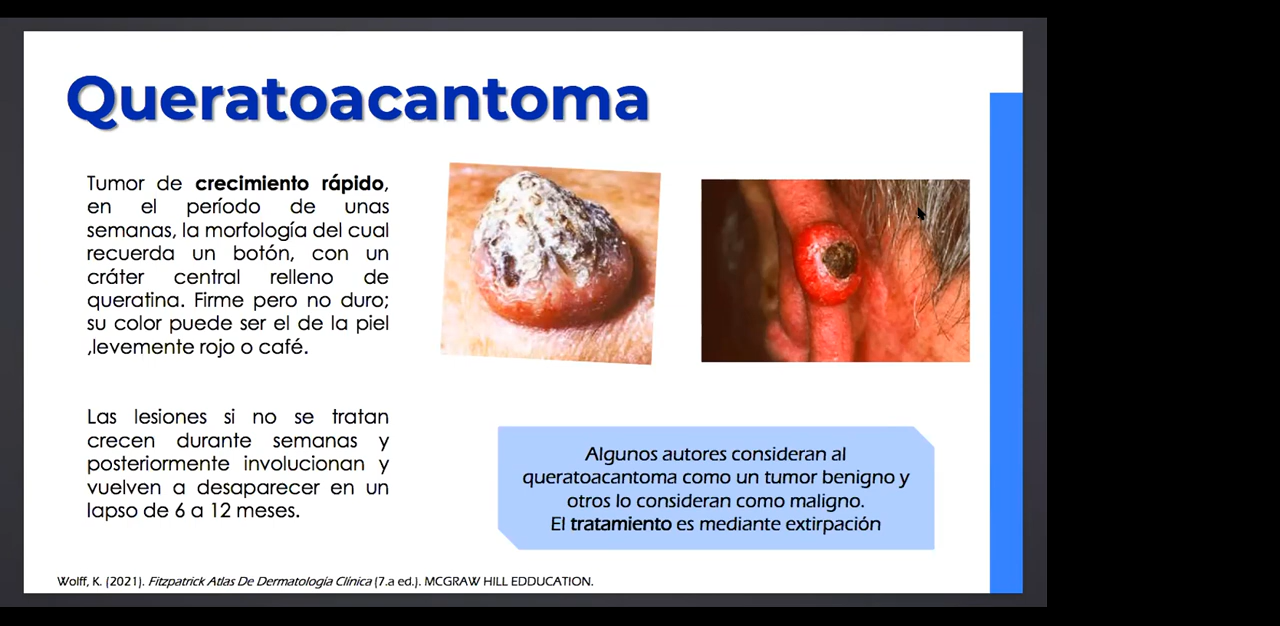 Queratoacantoma
Tumor de crecimiento rápido,
en el período de unas
semanas, la morfología del cual
recuerda un botón, con un
cráter central relleno de
queratina. Firme pero no duro;
su color puede ser el de la piel
,levemente rojo o café.
Las lesiones si no se tratan
crecen durante semanas y
posteriormente involucionan y
vuelven a desaparecer en un
lapso de 6 a 12 meses.
Algunos autores consideran al
queratoacantoma como un tumor benigno y
otros lo consideran como maligno.
El tratamiento es mediante extirpación
Wolff, K. (2021). Fitzpatrick Atlas De Dermatología Clínica (7.a ed.). MCGRAW HILL EDDUCATION.